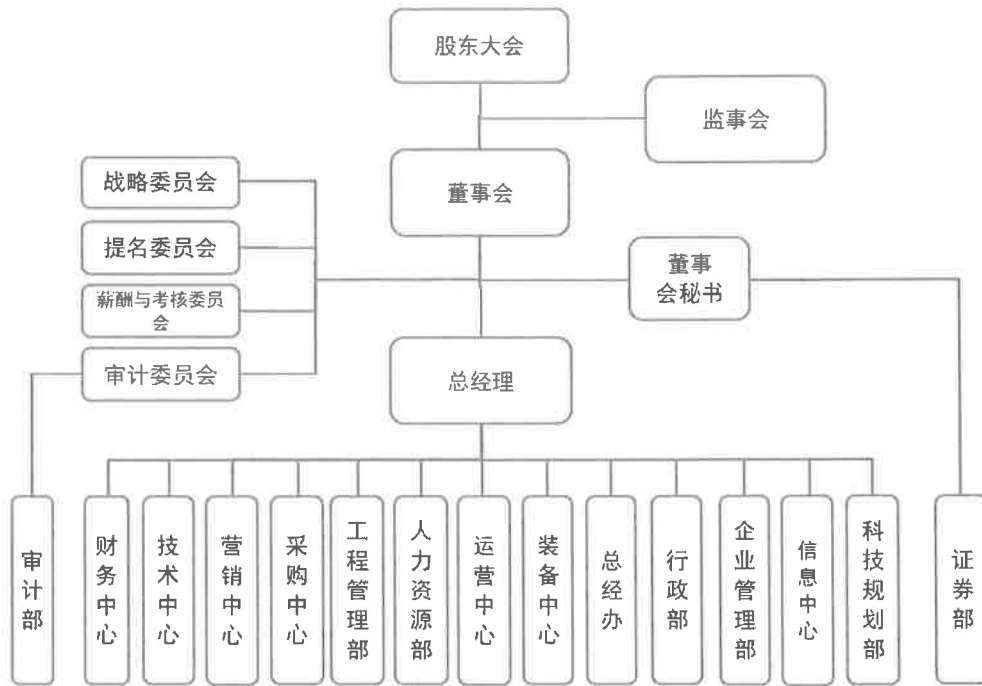 股东大会
监事会
董事会
战略委员会
提名委员会
薪酬与考核委员
会
审计委员会
董事
会秘书
总经理
审计部
财务中心
技术中心
营销中心
采购中心
工程管理部
人力资源部
运营中心
装备中心
总经办
行政部
企业管理部
信息中心
科技规划部
证券部